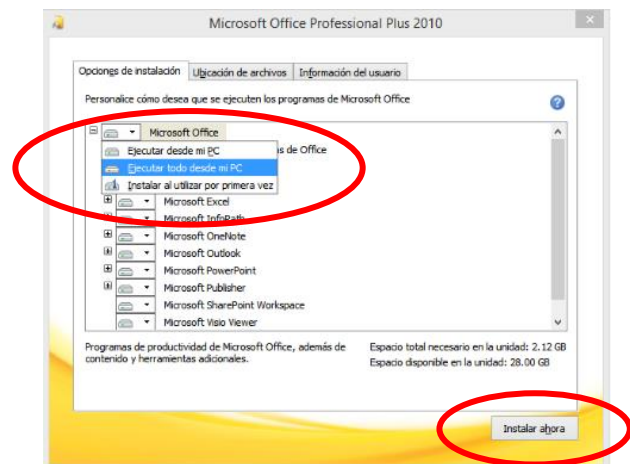 Microsoft Office Professional Plus 2010
Opciones de instalación Ubicación de archivos Información del usuario
Personalice cómo desea que se ejecuten los programas de Microsoft Office
Microsoft Office
Ejecutar desde mi PC
s de Office
Ejecutar todo desde mi PC
Instalar al utilizar por primera vez
Microsoft Excel
Microsoft InfoPath
Microsoft OneNote
Microsoft Outlook
Microsoft PowerPoint
Microsoft Publisher
Microsoft SharePoint Workspace
Microsoft Visio Viewer
Programas de productividad de Microsoft Office, además de
contenido y herramientas adicionales.
Espacio total necesario en la unidad: 2.12 GB
Espacio disponible en la unidad: 28.00 GB
Instalar ahora